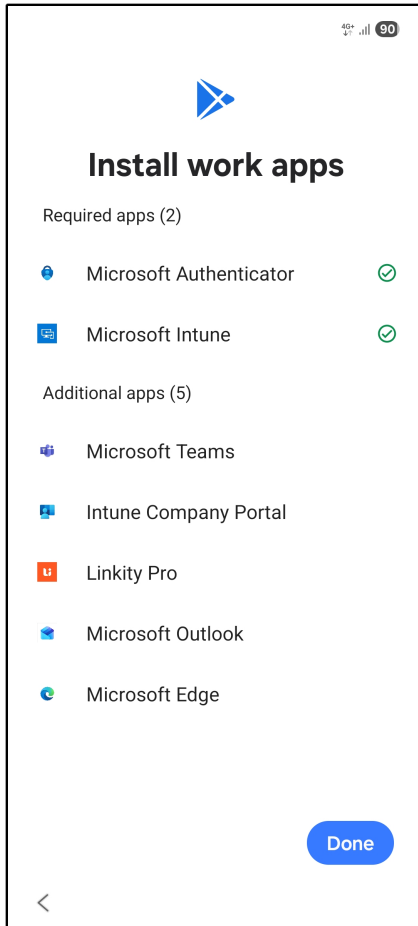 4G+
90
Install work apps
Required apps (2)
Microsoft Authenticator
Microsoft Intune
Additional apps (5)
Microsoft Teams
Intune Company Portal
Li
Linkity Pro
Microsoft Outlook
Microsoft Edge
Done